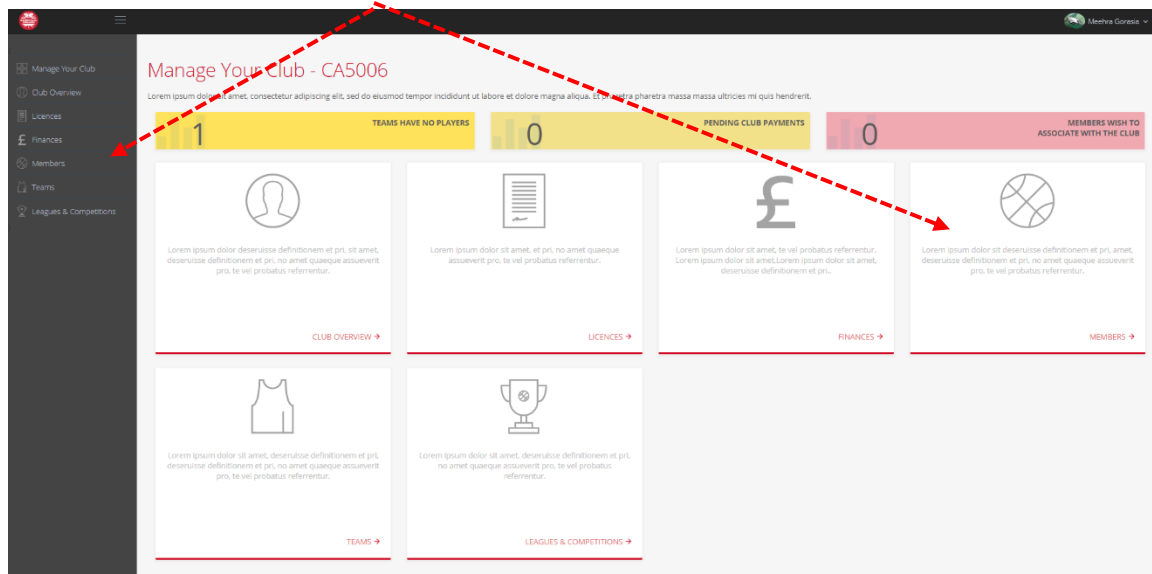 Meehra Gorasia
Manage Your Club
Club Overview
Licences
Finances
Members
Teams
Leagues & Competitions
Manage Your Club - CA5006
Lorem ipsum dolor sit amet, consectetur adipiscing elit, sed do eiusmod tempor incididunt ut labore et dolore magna aliqua. Et pharetra pharetra massa massa ultricies mi quis hendrerit.
1
TEAMS HAVE NO PLAYERS
0
PENDING CLUB PAYMENTS
0
MEMBERS WISH TO
ASSOCIATE WITH THE CLUB
Lorem ipsum dolor deseruisse definitionem et pri, sit amet,
deseruisse definitionem et pri, no amet quaeque assueverit
pro, te vel probatus referrentur.
CLUB OVERVIEW →
Lorem ipsum dolor sit amet, et pri, no amet quaeque
assueverit pro, te vel probatus referrentur.
LICENCES →
£
Lorem ipsum dolor sit amet, te vel probatus referrentur.
Lorem ipsum dolor sit amet,Lorem ipsum dolor sit amet,
deseruisse definitionem et pri..
FINANCES →
Lorem ipsum dolor sit deseruisse definitionem et pri, amet,
deseruisse definitionem et pri, no amet quaeque assueverit
pro, te vel probatus referrentur.
MEMBERS →
Lorem ipsum dolor sit amet, deseruisse definitionem et pri,
deseruisse definitionem et pri, no amet quaeque assueverit
pro, te vel probatus referrentur.
TEAMS →
Lorem ipsum dolor sit amet, deseruisse definitionem et pri,
no amet quaeque assueverit pro, te vel probatus
referrentur.
LEAGUES & COMPETITIONS →